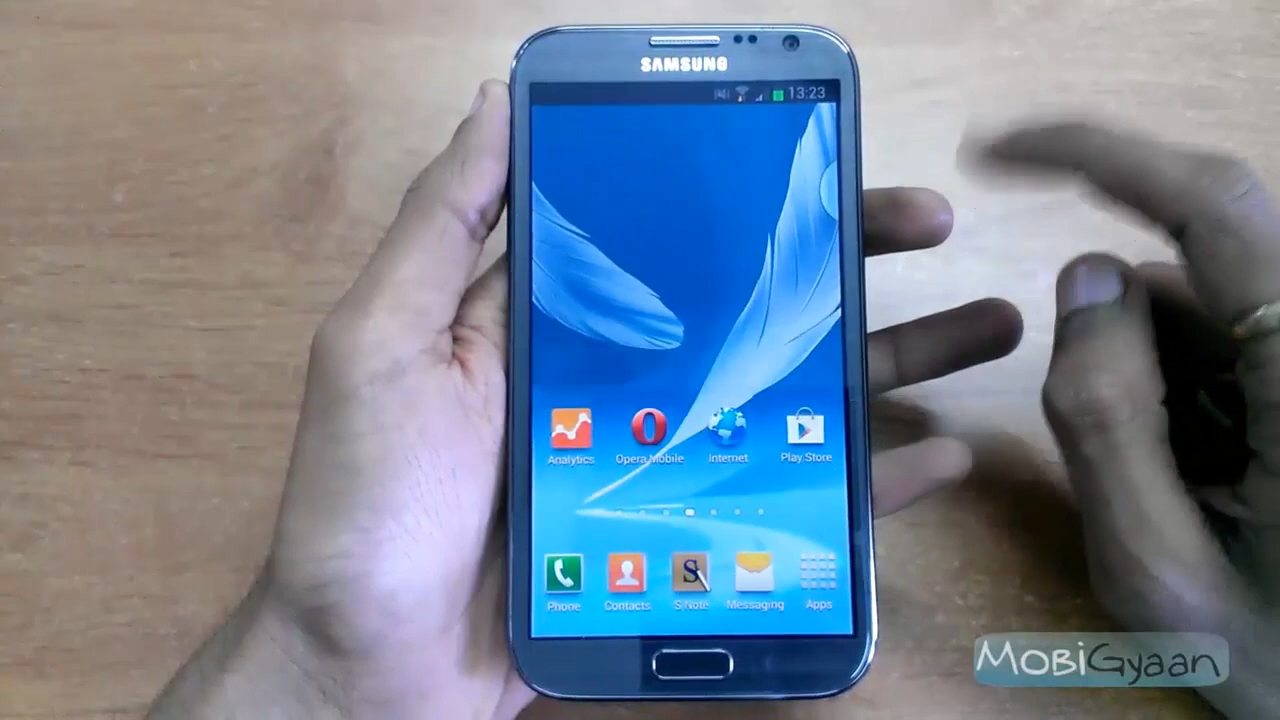 SAMSUNG
13:23
Analytics Opera Mobile Internet Play Store
S
Phone Contacts S Note Messaging Apps
MOBiGyaan